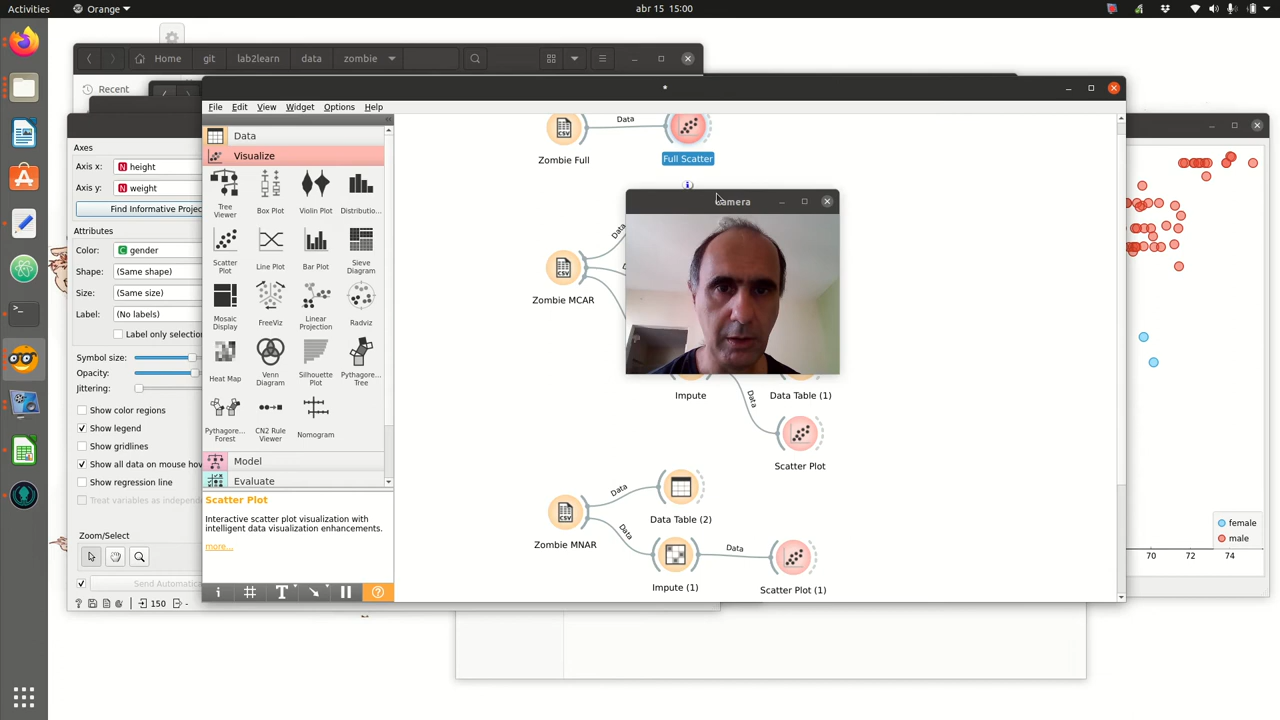 Activities
Orange
abr 15 15:00
Home
git
lab2learn
data
zombie
Recent
Axes
Axis x:
height
Axis y:
weight
Find Informative Projec
Attributes
Color:
gender
Shape:
(Same shape)
Size:
(Same size)
Label:
(No labels)
Label only selection
Symbol size:
Opacity:
Jittering:
Show color regions
Show legend
Show gridlines
Show all data on mouse hov
Show regression line
Treat variables as independ
Zoom/Select
Send Automatica
150
-
*
File Edit View Widget Options Help
Data
Visualize
Tree Viewer
Box Plot
Violin Plot
Distributio...
Scatter Plot
Line Plot
Bar Plot
Sieve Diagram
Mosaic Display
FreeViz
Linear Projection
Radviz
Heat Map
Venn Diagram
Silhouette Plot
Pythagore... Tree
Pythagore... Forest
CN2 Rule Viewer
Nomogram
Model
Evaluate
Scatter Plot
Interactive scatter plot visualization with
intelligent data visualization enhancements.
more...
Data
Zombie Full
Full Scatter
Data
Zombie MCAR
Camera
Impute
Data Table (1)
Data
Scatter Plot
Data
Data Table (2)
Zombie MNAR
Data
Data
Impute (1)
Scatter Plot (1)
female
male
70 72 74